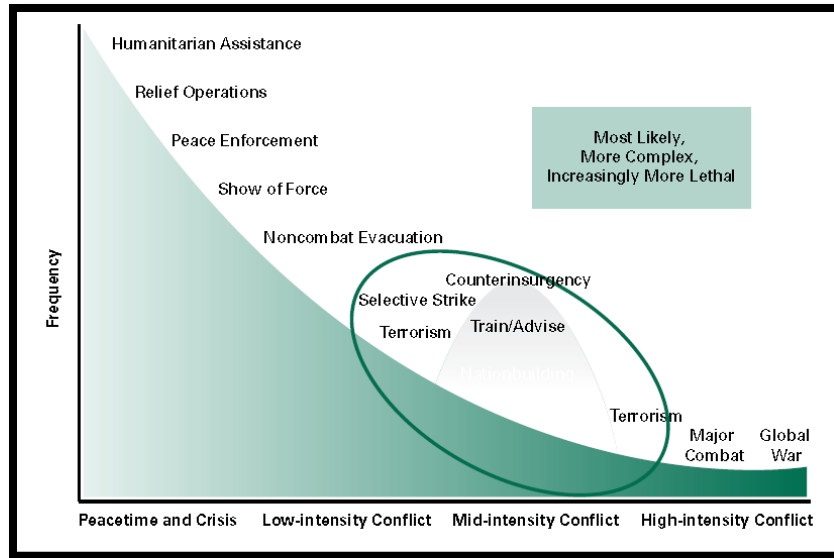 Humanitarian Assistance
Relief Operations
Peace Enforcement
Show of Force
Noncombat Evacuation
Most Likely,
More Complex,
Increasingly More Lethal
Counterinsurgency
Selective Strike
Terrorism
Train/Advise
Nationbuilding
Terrorism
Major
Combat
Global
War
Frequency
Peacetime and Crisis
Low-intensity Conflict
Mid-intensity Conflict
High-intensity Conflict